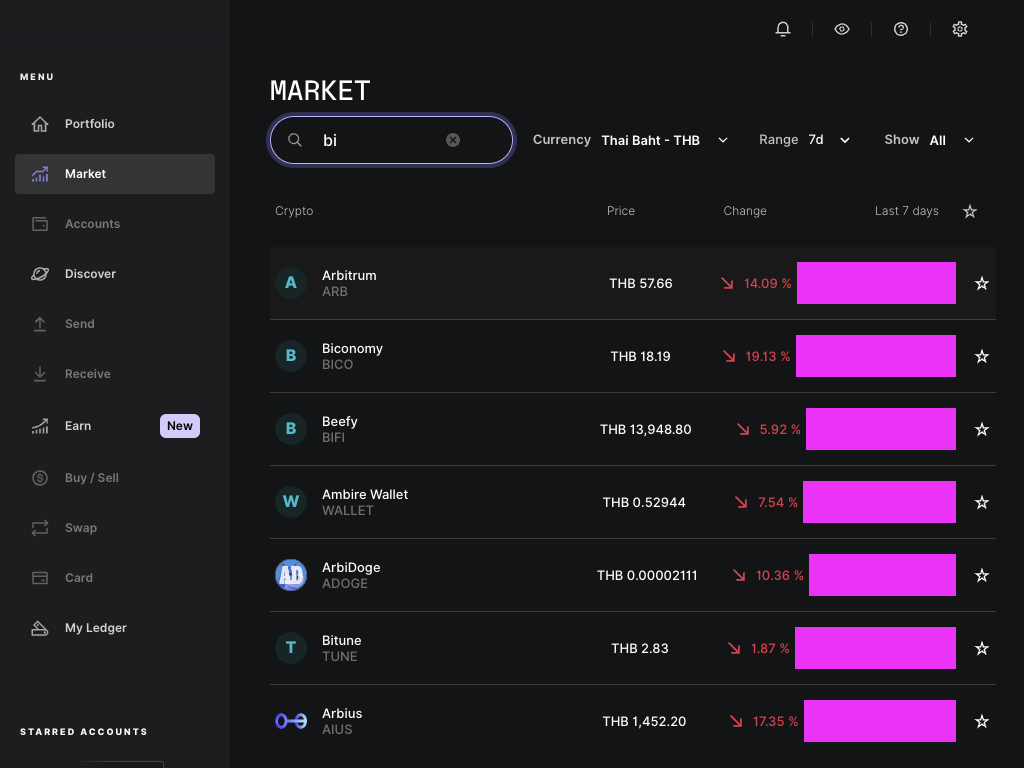 MENU
Portfolio
Market
Accounts
Discover
Send
Receive
Earn New
Buy / Sell
Swap
Card
My Ledger
STARRED ACCOUNTS
MARKET
bi
Currency Thai Baht - THB Range 7d Show All
Crypto Price Change Last 7 days
A Arbitrum
ARB
THB 57.66 14.09 %
B Biconomy
BICO
THB 18.19 19.13 %
B Beefy
BIFI
THB 13,948.80 5.92 %
W Ambire Wallet
WALLET
THB 0.52944 7.54 %
AD ArbiDoge
ADOGE
THB 0.00002111 10.36 %
T Bitune
TUNE
THB 2.83 1.87 %
Arbius
AIUS
THB 1,452.20 17.35 %